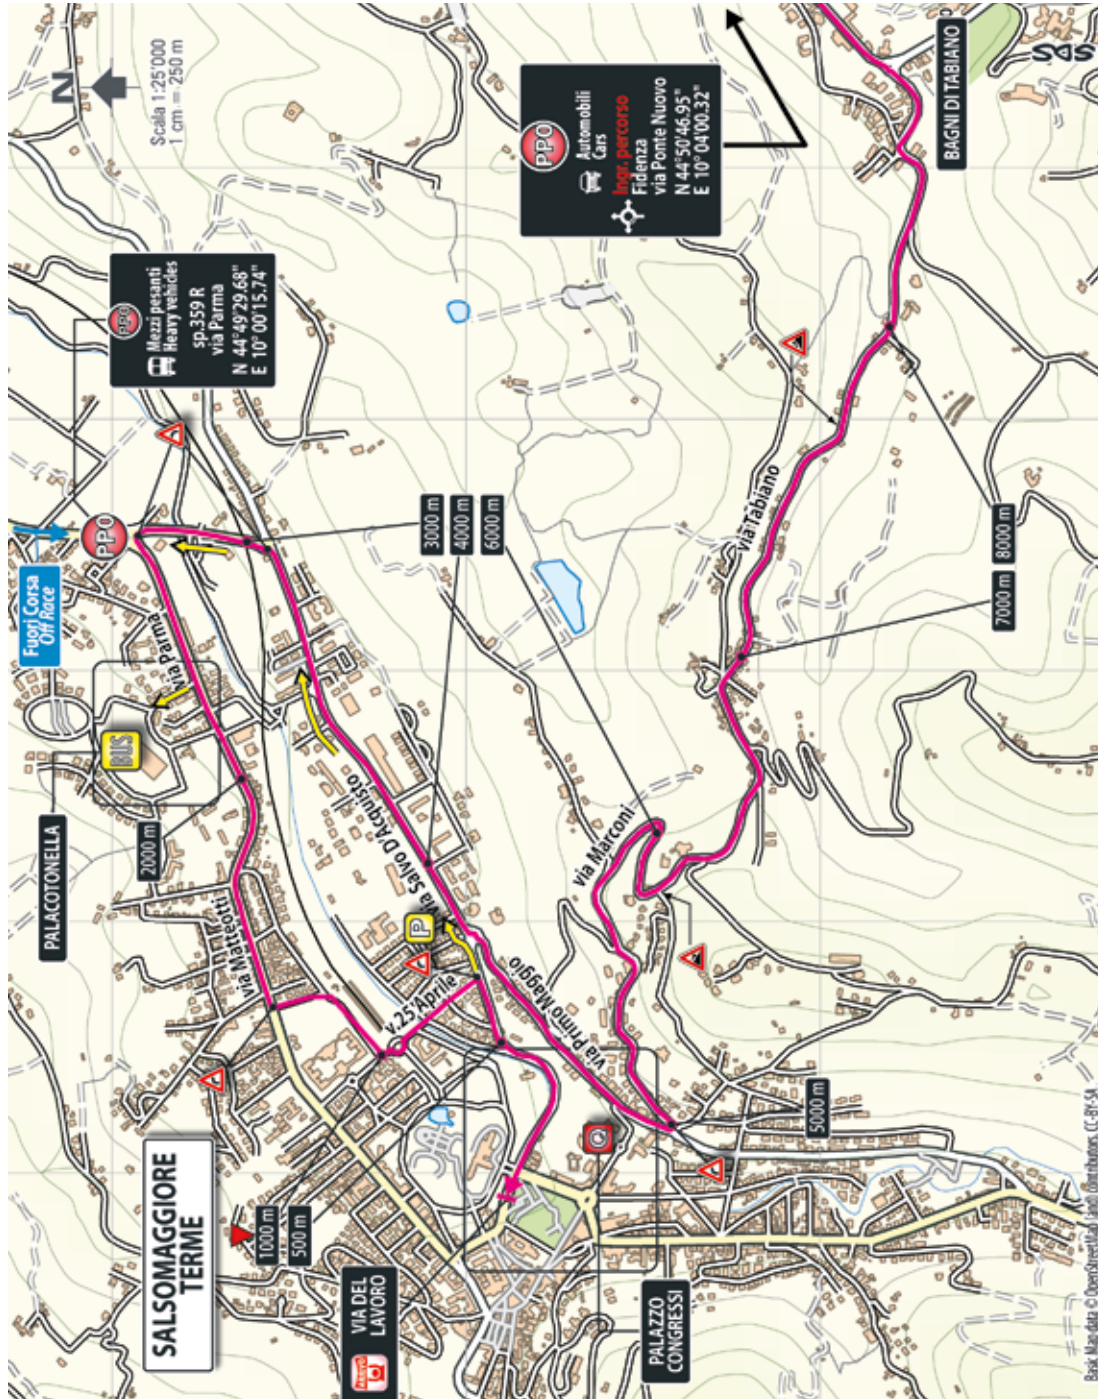 N
Scala 1:25'000
1 cm = 250 m
PPO
Mezzi pesanti
Heavy vehicles
sp.359 R
via Parma
N 44°49'29.68"
E 10° 00'15.74"
PPO
Automobili
Cars
Ingr. percorso
Fidenza
via Ponte Nuovo
N 44°50'46.95"
E 10° 04'00.32"
BAGNI DI TABIANO
Fuori Corsa
Off Race
PPO
PALACOTONELLA
BUS
via Parma
2000 m
via Matteotti
3000 m
4000 m
6000 m
via Salvo D'Acquisto
P
v.25 Aprile
via Primo Maggio
via Marconi
via Tabiano
7000 m
8000 m
5000 m
SALSOMAGGIORE
TERME
1000 m
500 m
ARRIVO
VIA DEL
LAVORO
PALAZZO
CONGRESSI
Basic Mapdata © OpenStreetMap (and) contributors, CC-BY-SA